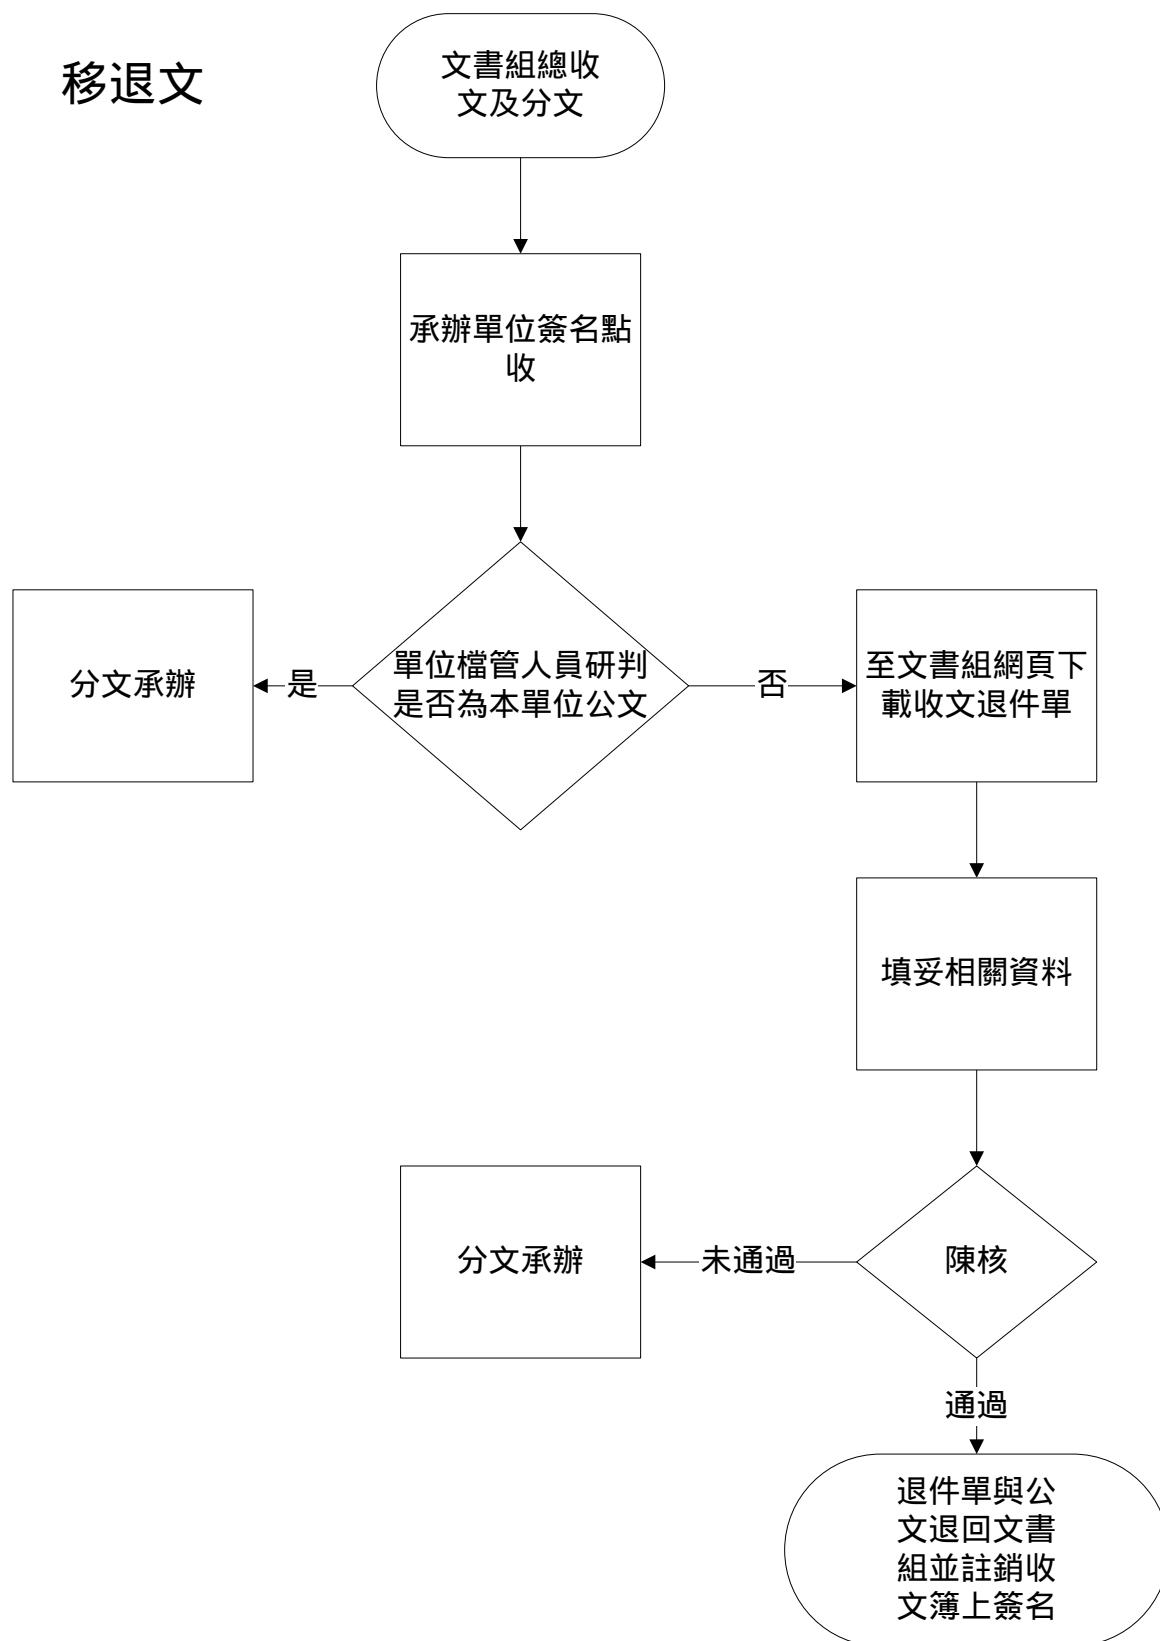 移退文
文書組總收
文及分文
承辦單位簽名點
收
單位檔管人員研判
是否為本單位公文
是
分文承辦
否
至文書組網頁下
載收文退件單
填妥相關資料
陳核
未通過
分文承辦
通過
退件單與公
文退回文書
組並註銷收
文簿上簽名